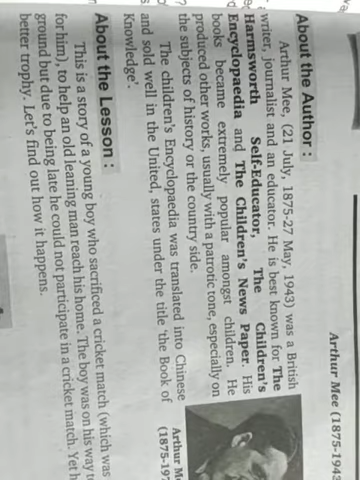 Arthur Mee (1875-1943
About the Author :
Arthur Mee, (21 July, 1875-27 May, 1943) was a British
writer, journalist and an educator. He is best known for The
Harmsworth Self-Educator, The Children's
Encyclopaedia and The Children's News Paper. His
books became extremely popular amongst children. He
produced other works, usually with a patrotic tone, especially on
the subjects of history or the country side.
The children's Encyclopaedia was translated into Chinese
and sold well in the United, states under the title 'the Book of
Knowledge'.
Arthur Me
(1875-19
About the Lesson :
This is a story of a young boy who sacrificed a cricket match (which was
for him), to help an old leaning man reach his home. The boy was on his way to
ground but due to being late he could not participate in a cricket match. Yet h
better trophy. Let's find out how it happens.